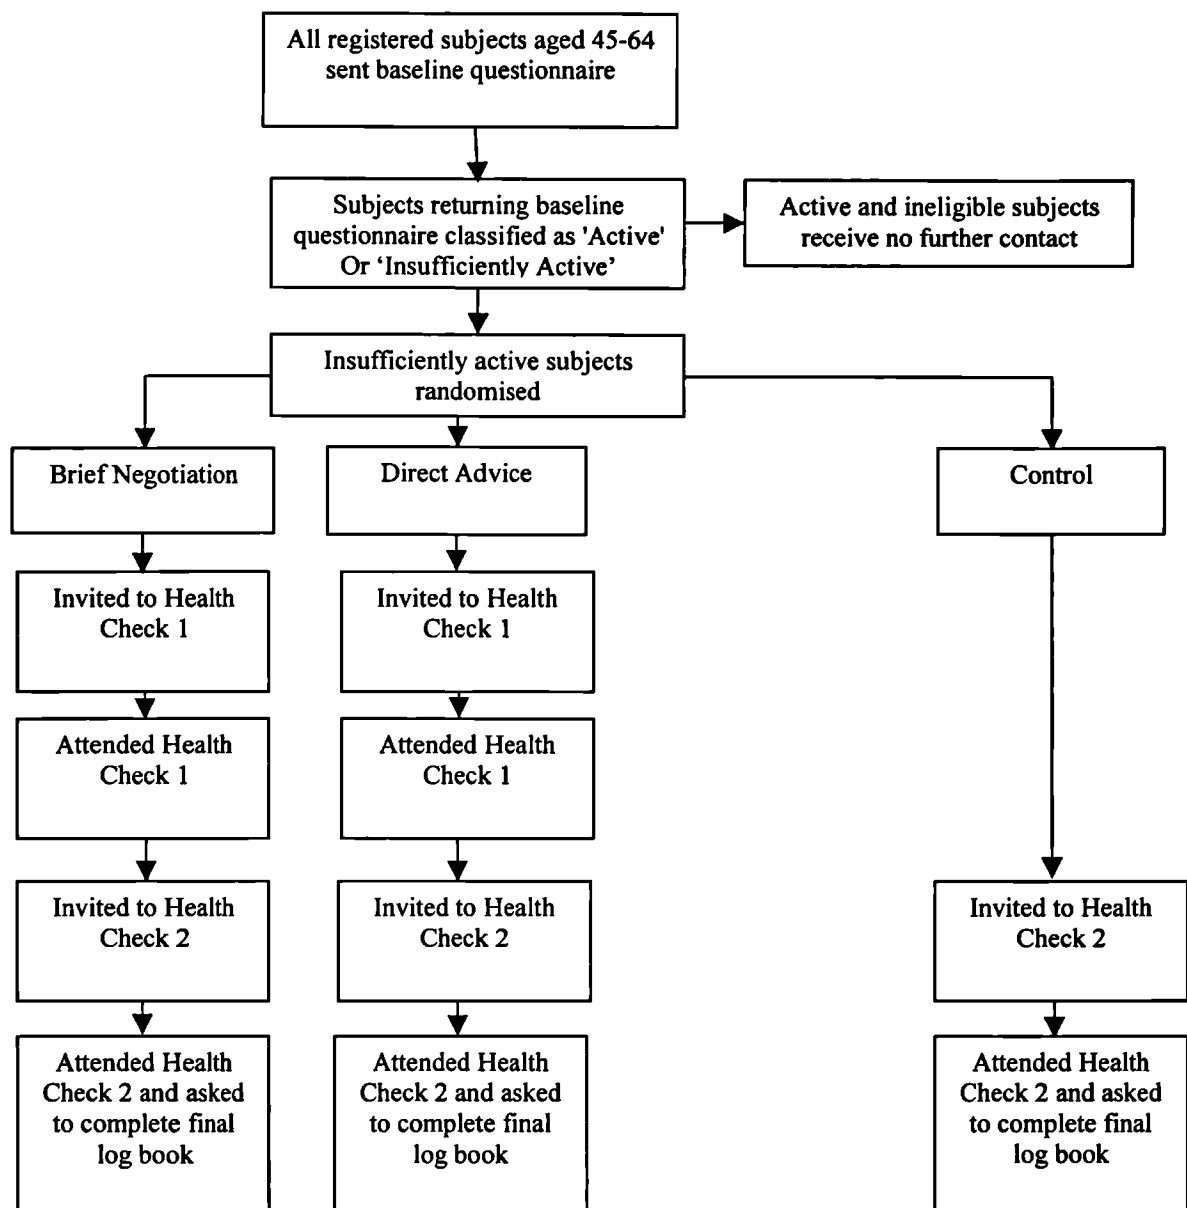 All registered subjects aged 45-64
sent baseline questionnaire
Subjects returning baseline
questionnaire classified as 'Active'
Or ‘Insufficiently Active’
Active and ineligible subjects
receive no further contact
Insufficiently active subjects
randomised
Brief Negotiation
Direct Advice
Control
Invited to Health
Check 1
Invited to Health
Check 1
Attended Health
Check 1
Attended Health
Check 1
Invited to Health
Check 2
Invited to Health
Check 2
Invited to Health
Check 2
Attended Health
Check 2 and asked
to complete final
log book
Attended Health
Check 2 and asked
to complete final
log book
Attended Health
Check 2 and asked
to complete final
log book